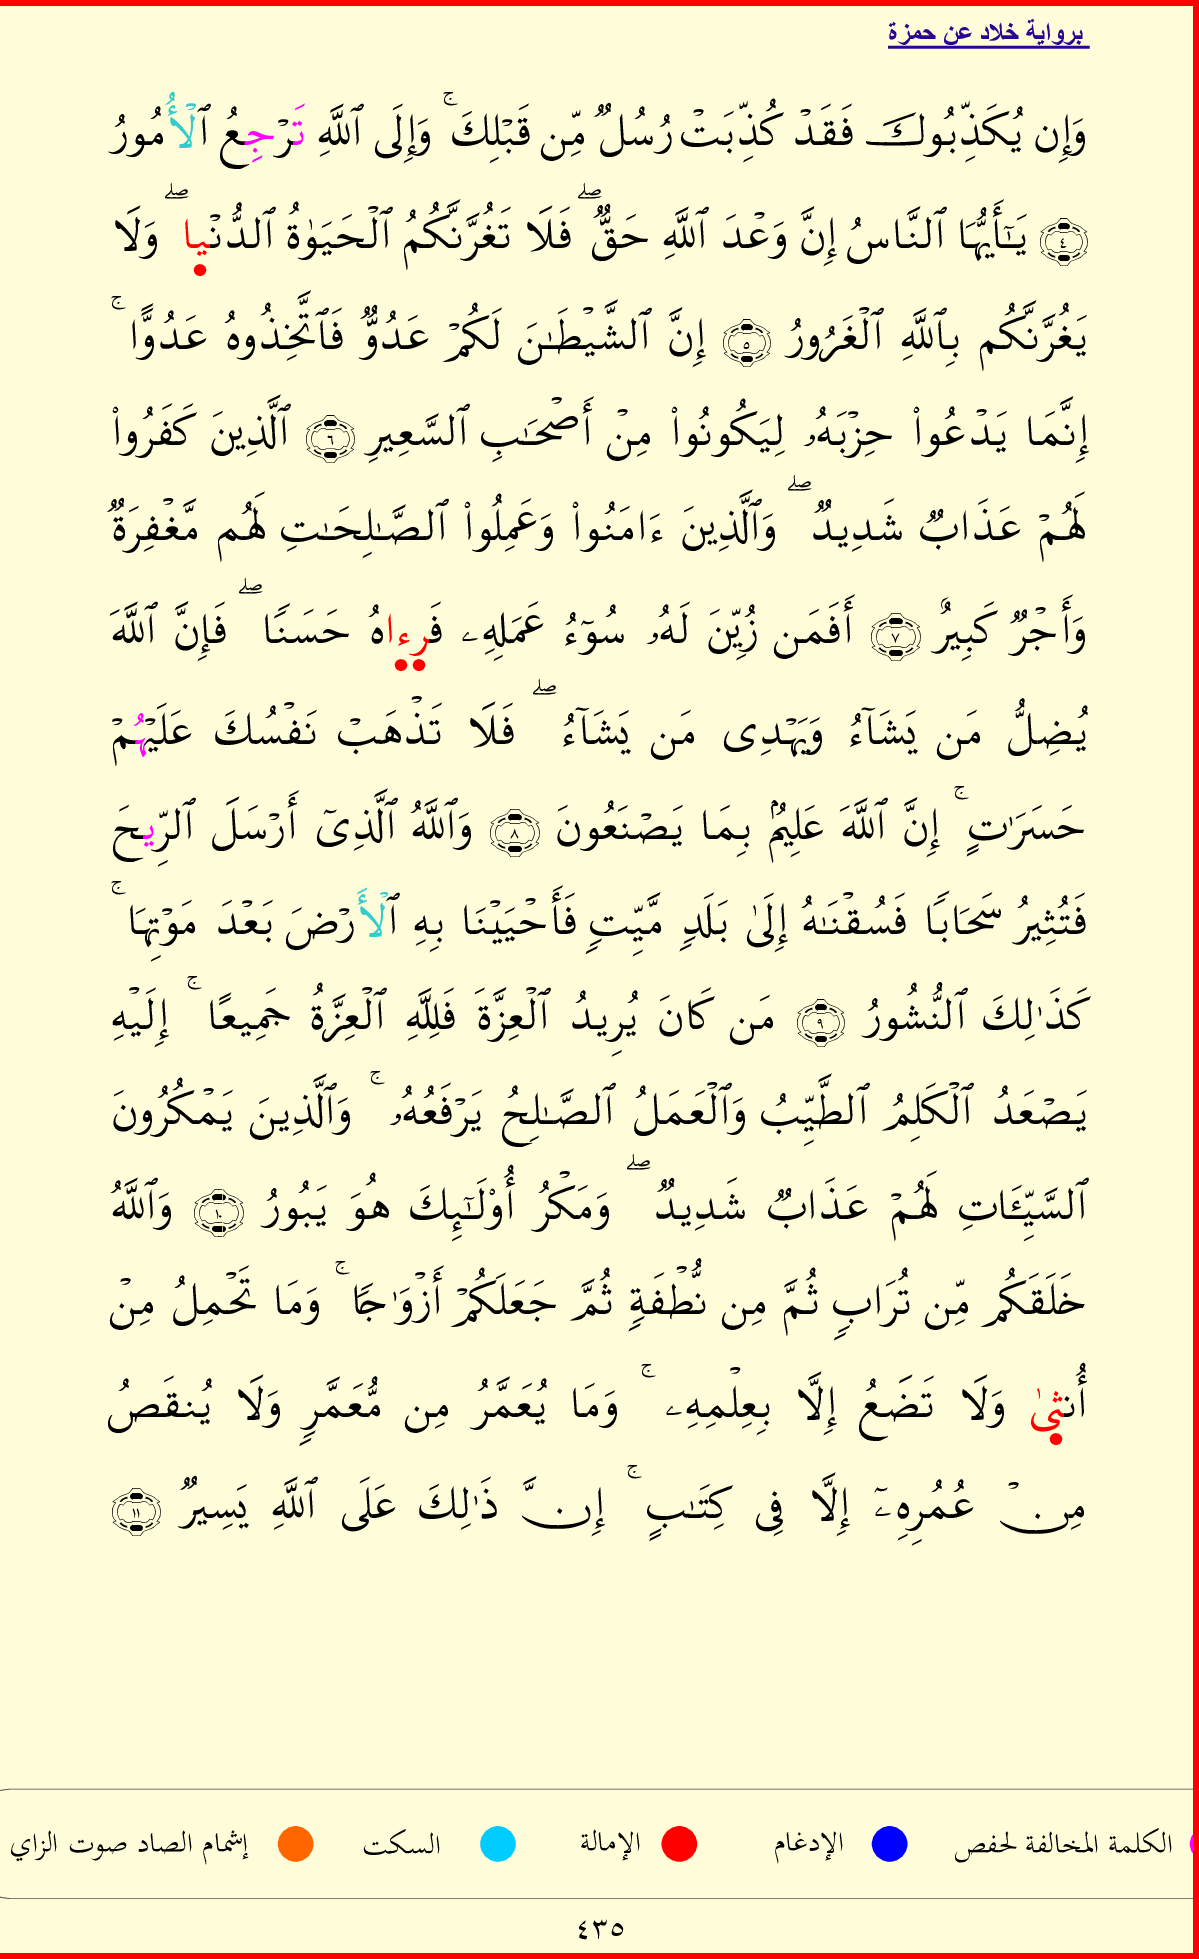 برواية خلاد عن حمزة
وَإِن يُكَذِّبُوكَ فَقَدْ كُذِّبَتْ رُسُلٌ مِّن قَبْلِكَ ۚ وَإِلَى ٱللَّهِ تَرْجِعُ ٱلْأُمُورُ
٤ يَـٰٓأَيُّهَا ٱلنَّاسُ إِنَّ وَعْدَ ٱللَّهِ حَقٌّ ۖ فَلَا تَغُرَّنَّكُمُ ٱلْحَيَوٰةُ ٱلدُّنْيا ۖ وَلَا
يَغُرَّنَّكُم بِٱللَّهِ ٱلْغَرُورُ ٥ إِنَّ ٱلشَّيْطَـٰنَ لَكُمْ عَدُوٌّ فَٱتَّخِذُوهُ عَدُوًّا ۚ
إِنَّمَا يَدْعُواْ حِزْبَهُۥ لِيَكُونُواْ مِنْ أَصْحَـٰبِ ٱلسَّعِيرِ ٦ ٱلَّذِينَ كَفَرُواْ
لَهُمْ عَذَابٌ شَدِيدٌ ۖ وَٱلَّذِينَ ءَامَنُواْ وَعَمِلُواْ ٱلصَّـٰلِحَـٰتِ لَهُم مَّغْفِرَةٌ
وَأَجْرٌ كَبِيرٌ ٧ أَفَمَن زُيِّنَ لَهُۥ سُوٓءُ عَمَلِهِۦ فَرءاهُ حَسَنًا ۖ فَإِنَّ ٱللَّهَ
يُضِلُّ مَن يَشَآءُ وَيَهْدِى مَن يَشَآءُ ۖ فَلَا تَذْهَبْ نَفْسُكَ عَلَيْهُمْ
حَسَرَٰتٍ ۚ إِنَّ ٱللَّهَ عَلِيمٌۢ بِمَا يَصْنَعُونَ ٨ وَٱللَّهُ ٱلَّذِىٓ أَرْسَلَ ٱلرِّيحَ
فَتُثِيرُ سَحَابًا فَسُقْنَـٰهُ إِلَىٰ بَلَدٍ مَّيِّتٍ فَأَحْيَيْنَا بِهِ ٱلْأَرْضَ بَعْدَ مَوْتِهَا ۚ
كَذَٰلِكَ ٱلنُّشُورُ ٩ مَن كَانَ يُرِيدُ ٱلْعِزَّةَ فَلِلَّهِ ٱلْعِزَّةُ جَمِيعًا ۚ إِلَيْهِ
يَصْعَدُ ٱلْكَلِمُ ٱلطَّيِّبُ وَٱلْعَمَلُ ٱلصَّـٰلِحُ يَرْفَعُهُۥ ۚ وَٱلَّذِينَ يَمْكُرُونَ
ٱلسَّيِّـَٔاتِ لَهُمْ عَذَابٌ شَدِيدٌ ۖ وَمَكْرُ أُوْلَـٰٓئِكَ هُوَ يَبُورُ ١٠ وَٱللَّهُ
خَلَقَكُم مِّن تُرَابٍ ثُمَّ مِن نُّطْفَةٍ ثُمَّ جَعَلَكُمْ أَزْوَٰجًا ۚ وَمَا تَحْمِلُ مِنْ
أُنثىٰ وَلَا تَضَعُ إِلَّا بِعِلْمِهِۦ ۚ وَمَا يُعَمَّرُ مِن مُّعَمَّرٍ وَلَا يُنقَصُ
مِنْ عُمُرِهِۦٓ إِلَّا فِى كِتَـٰبٍ ۚ إِنَّ ذَٰلِكَ عَلَى ٱللَّهِ يَسِيرٌ ١١
الكلمة المخالفة لحفص الإدغام الإمالة السكت إشمام الصاد صوت الزاي
٤٣٥